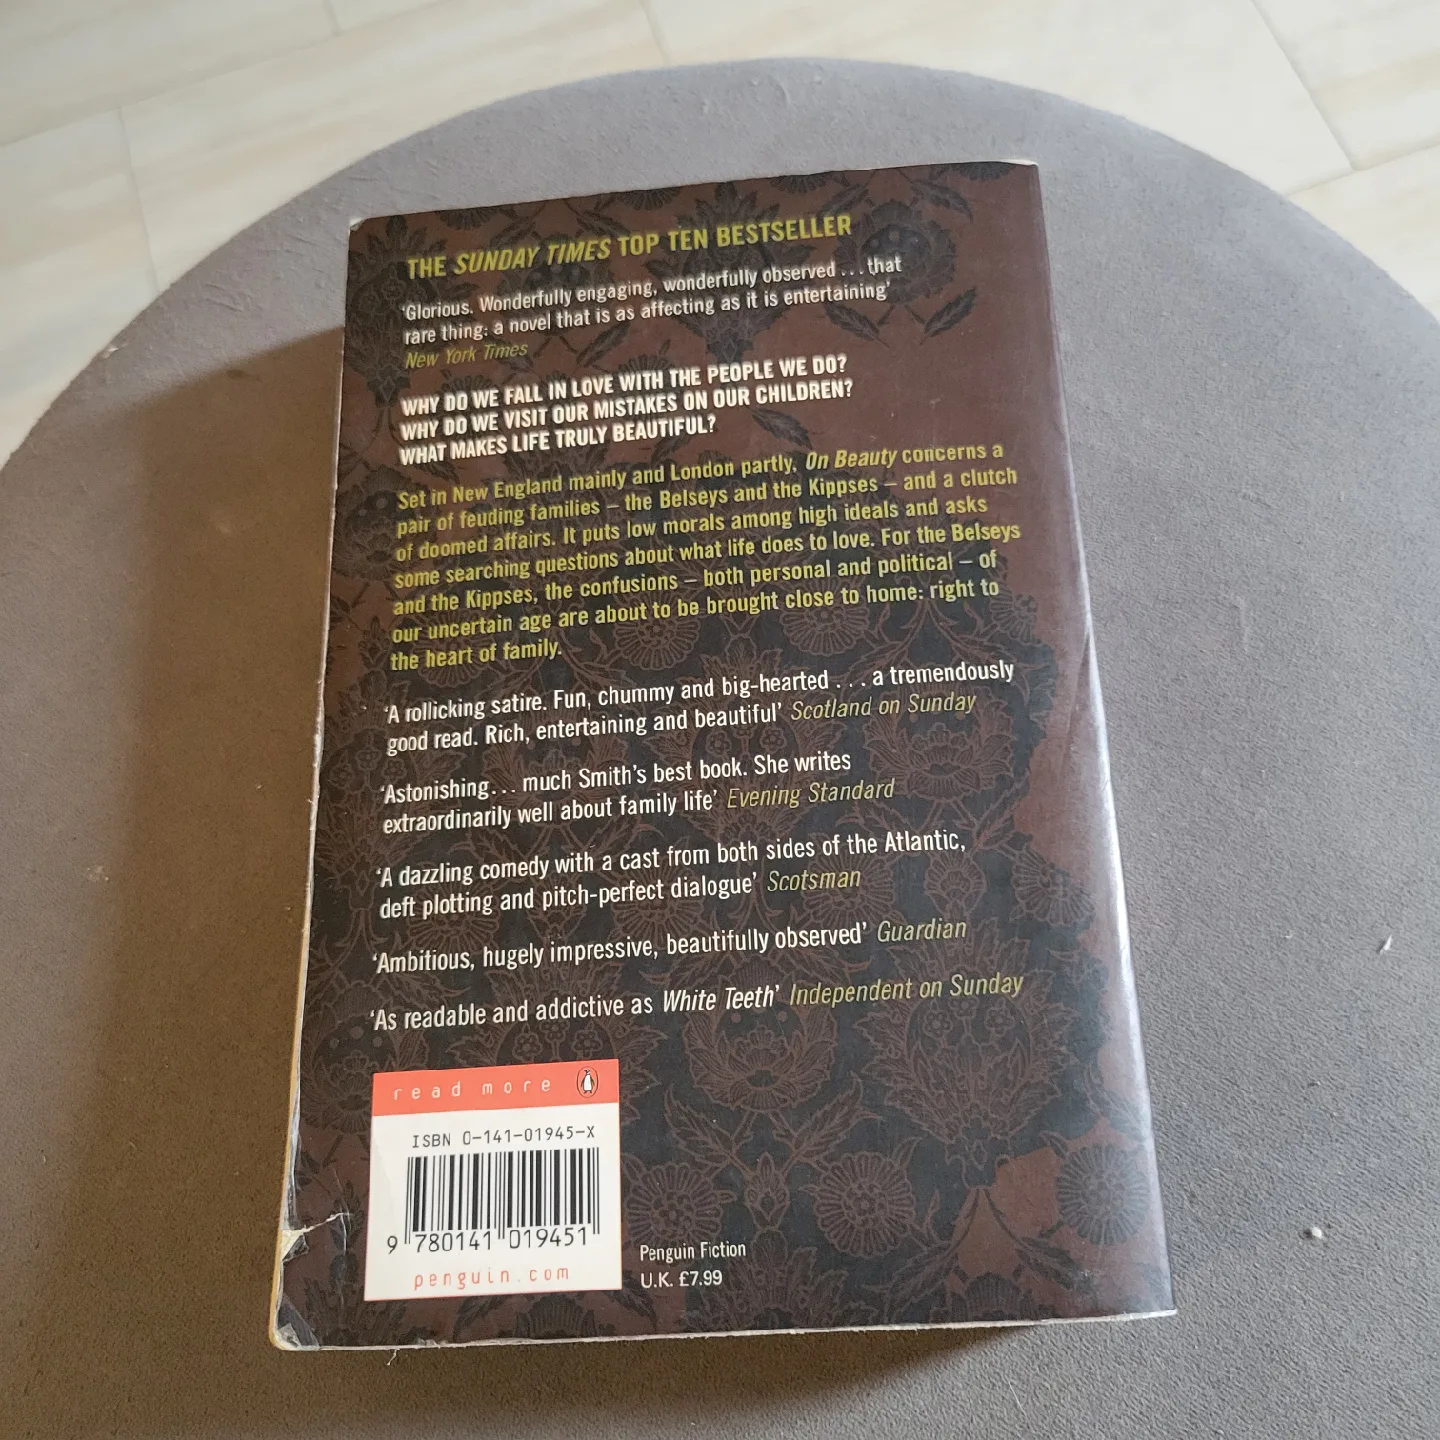 THE SUNDAY TIMES TOP TEN BESTSELLER
‘Glorious. Wonderfully engaging, wonderfully observed . . . that
rare thing: a novel that is as affecting as it is entertaining’
New York Times
WHY DO WE FALL IN LOVE WITH THE PEOPLE WE DO?
WHY DO WE VISIT OUR MISTAKES ON OUR CHILDREN?
WHAT MAKES LIFE TRULY BEAUTIFUL?
Set in New England mainly and London partly, On Beauty concerns a
pair of feuding families – the Belseys and the Kippses – and a clutch
of doomed affairs. It puts low morals among high ideals and asks
some searching questions about what life does to love. For the Belseys
and the Kippses, the confusions – both personal and political – of
our uncertain age are about to be brought close to home: right to
the heart of family.
‘A rollicking satire. Fun, chummy and big-hearted . . . a tremendously
good read. Rich, entertaining and beautiful’ Scotland on Sunday
‘Astonishing... much Smith’s best book. She writes
extraordinarily well about family life’ Evening Standard
‘A dazzling comedy with a cast from both sides of the Atlantic,
deft plotting and pitch-perfect dialogue’ Scotsman
‘Ambitious, hugely impressive, beautifully observed’ Guardian
‘As readable and addictive as White Teeth’ Independent on Sunday
read more
ISBN 0-141-01945-X
9 780141 019451
penguin.com
Penguin Fiction
U.K. £7.99